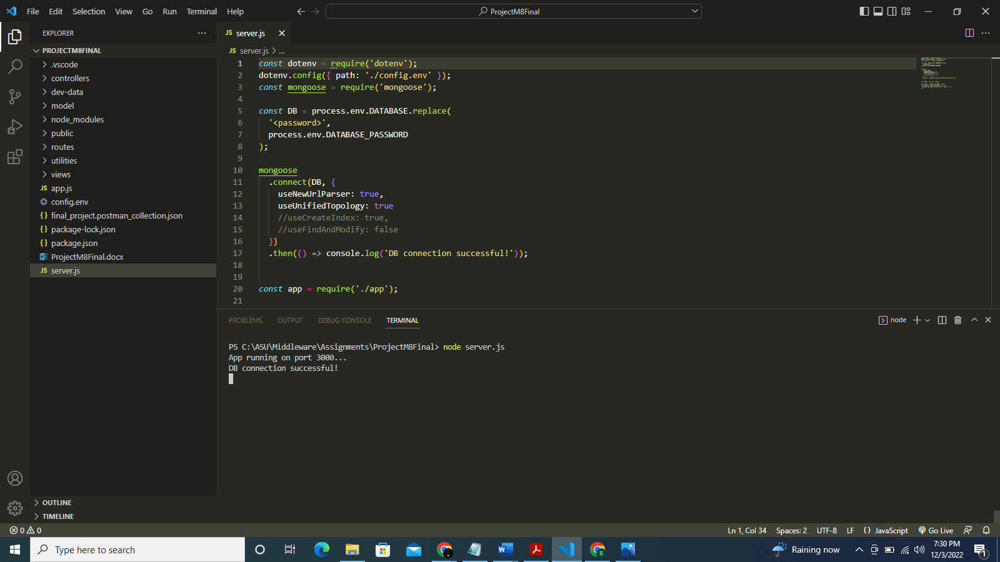 File Edit Selection View Go Run Terminal Help
ProjectM8Final
EXPLORER
PROJECTM8FINAL
.vscode
controllers
dev-data
model
node_modules
public
routes
utilities
views
JS app.js
config.env
{} final_project.postman_collection.json
{} package-lock.json
{} package.json
ProjectM8Final.docx
JS server.js
OUTLINE
TIMELINE
JS server.js
JS server.js > ...
1 const dotenv = require('dotenv');
2 dotenv.config({ path: './config.env' });
3 const mongoose = require('mongoose');
4
5 const DB = process.env.DATABASE.replace(
6 '<password>',
7 process.env.DATABASE_PASSWORD
8 );
9
10 mongoose
11 .connect(DB, {
12 useNewUrlParser: true,
13 useUnifiedTopology: true
14 //useCreateIndex: true,
15 //useFindAndModify: false
16 })
17 .then(() => console.log('DB connection successful!'));
18
19
20 const app = require('./app');
21
PROBLEMS OUTPUT DEBUG CONSOLE TERMINAL
node
PS C:\ASU\Middleware\Assignments\ProjectM8Final> node server.js
App running on port 3000...
DB connection successful!
0 0
Ln 1, Col 34 Spaces: 2 UTF-8 LF {} JavaScript Go Live
Type here to search
Raining now
7:30 PM
12/3/2022
1